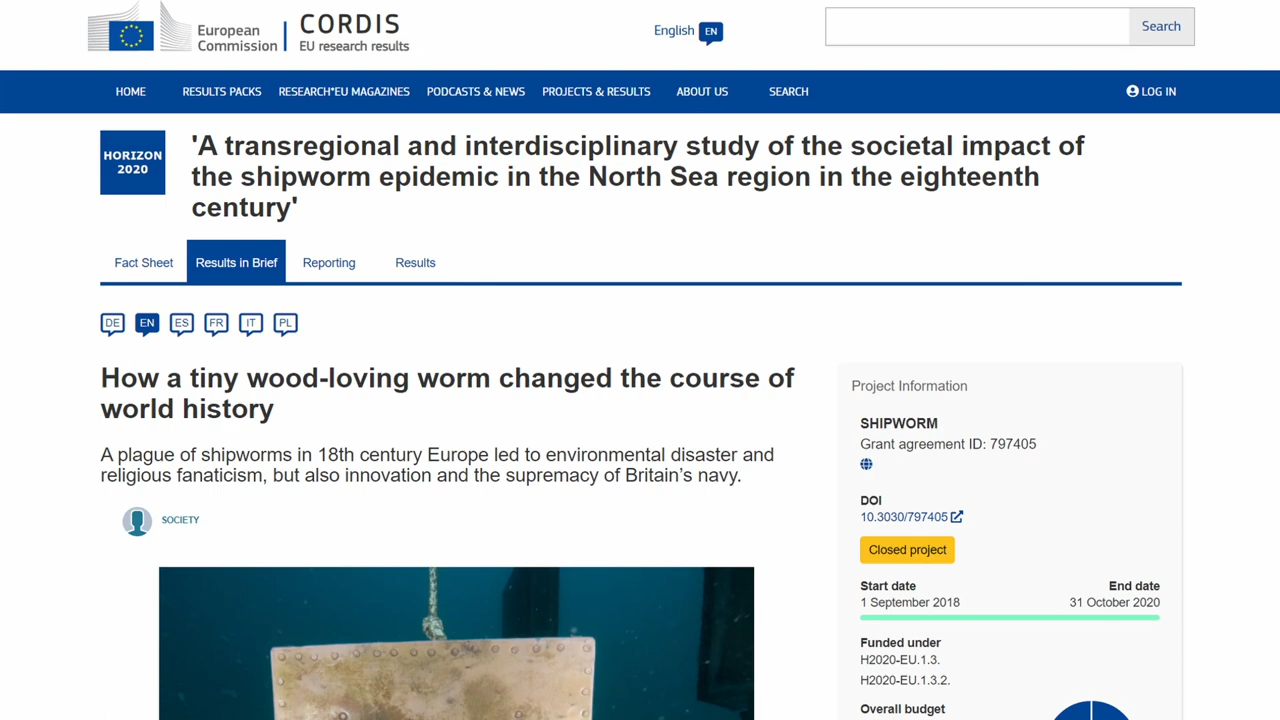 European
Commission
CORDIS
EU research results
English EN
Search
HOME
RESULTS PACKS
RESEARCH*EU MAGAZINES
PODCASTS & NEWS
PROJECTS & RESULTS
ABOUT US
SEARCH
LOG IN
HORIZON
2020
'A transregional and interdisciplinary study of the societal impact of
the shipworm epidemic in the North Sea region in the eighteenth
century'
Fact Sheet
Results in Brief
Reporting
Results
DE EN ES FR IT PL
How a tiny wood-loving worm changed the course of
world history
A plague of shipworms in 18th century Europe led to environmental disaster and
religious fanaticism, but also innovation and the supremacy of Britain’s navy.
SOCIETY
Project Information
SHIPWORM
Grant agreement ID: 797405
DOI
10.3030/797405
Closed project
Start date
1 September 2018
End date
31 October 2020
Funded under
H2020-EU.1.3.
H2020-EU.1.3.2.
Overall budget